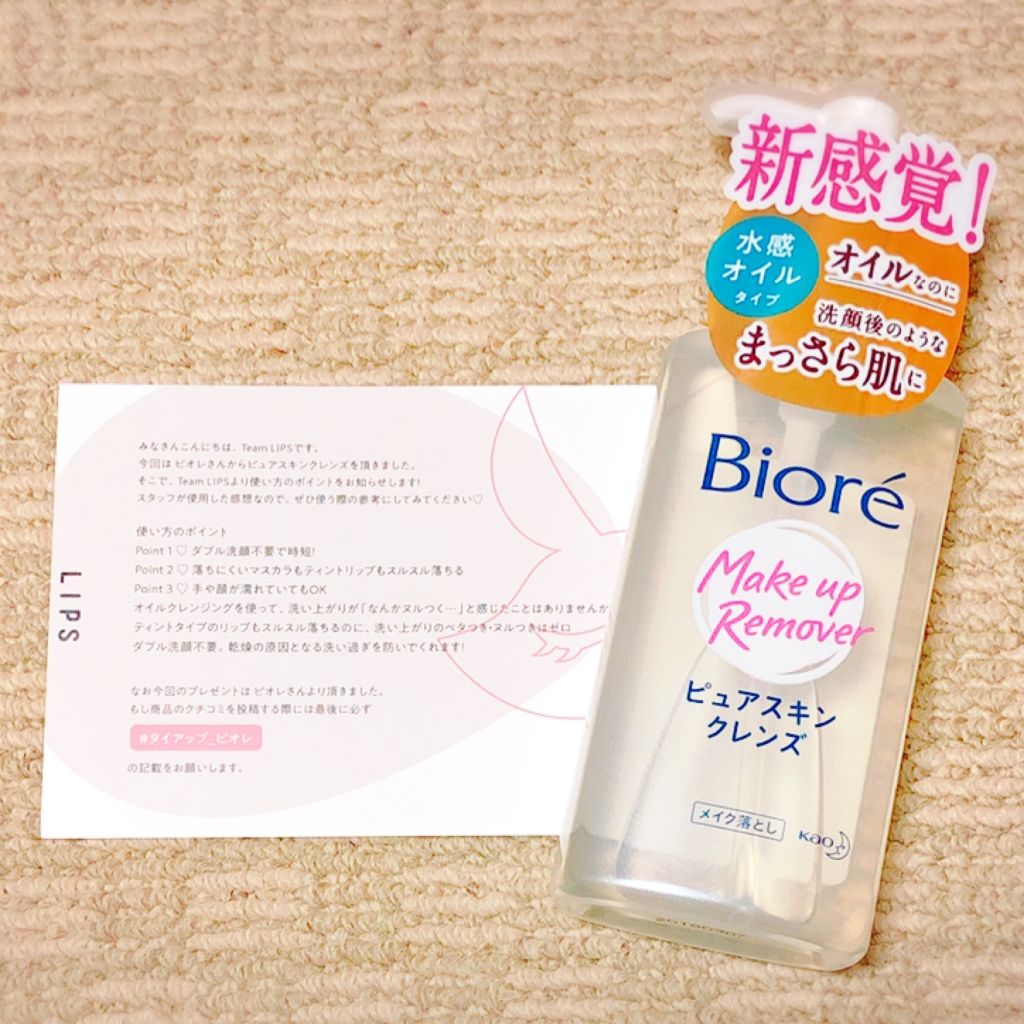 みなさんこんにちは、Team LIPSです。
今回は ビオレさんからピュアスキンクレンズを頂きました。
そこで、Team LIPSより使い方のポイントをお知らせします!
スタッフが使用した感想なので、ぜひ使う際の参考にしてみてください♡
使い方のポイント
Point 1 ♡ ダブル洗顔不要で時短!
Point 2 ♡ 落ちにくいマスカラもティントリップもスルスル落ちる
Point 3 ♡ 手や顔が濡れていてもOK
オイルクレンジングを使って、洗い上がりが「なんかヌルつく…」と感じたことはありませんか
ティントタイプのリップもスルスル落ちるのに、洗い上がりのベタつき・ヌルつきはゼロ
ダブル洗顔不要。乾燥の原因となる洗い過ぎを防いでくれます!
なお今回のプレゼントは ビオレさんより頂きました。
もし商品のクチコミを投稿する際には最後に必ず
#タイアップ_ビオレ
の記載をお願いします。
LIPS
新感覚!
水感
オイル
タイプ
オイルなのに
洗顔後のような
まっさら肌に
Bioré
Make up
Remover
ピュアスキン
クレンズ
メイク落とし
Kao